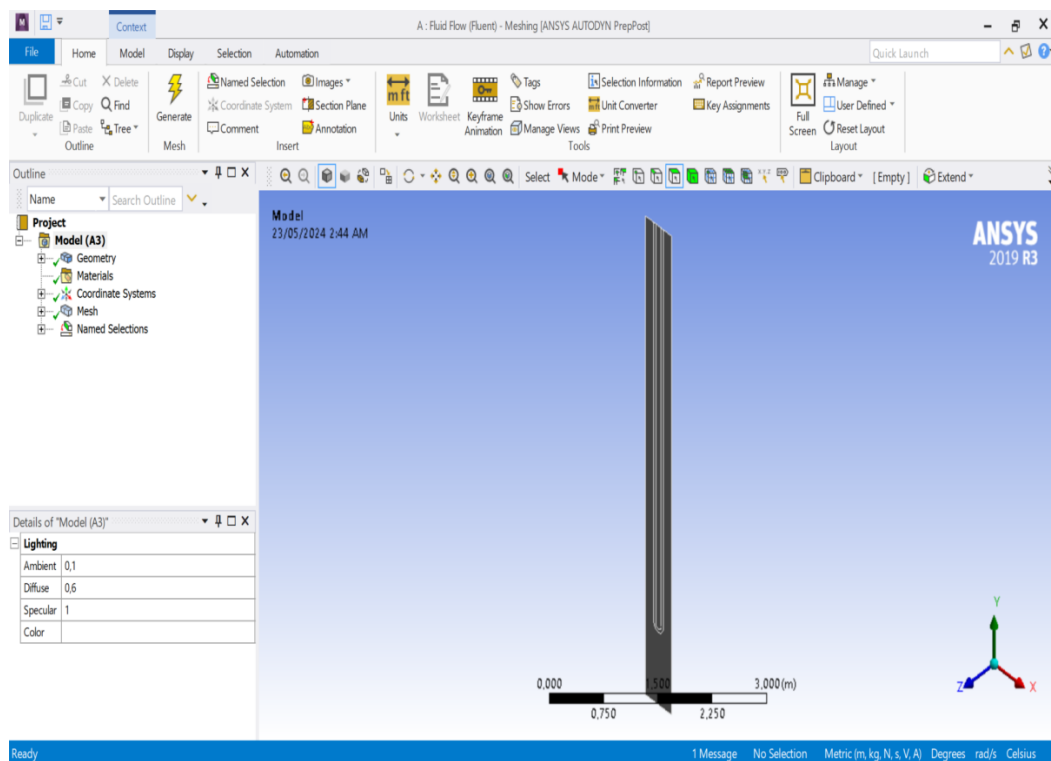 Context
A : Fluid Flow (Fluent) - Meshing [ANSYS AUTODYN PrepPost]
File Home Model Display Selection Automation
Quick Launch
Duplicate
Cut
Copy
Paste
Delete
Find
Tree
Outline
Generate
Mesh
Named Selection
Coordinate System
Comment
Images
Section Plane
Annotation
Insert
Units
Worksheet
Keyframe
Animation
Tags
Show Errors
Manage Views
Selection Information
Unit Converter
Print Preview
Report Preview
Key Assignments
Tools
Full
Screen
Manage
User Defined
Reset Layout
Layout
Outline
Select Mode Clipboard [Empty] Extend
Name Search Outline
Project
Model (A3)
Geometry
Materials
Coordinate Systems
Mesh
Named Selections
Model
23/05/2024 2:44 AM
ANSYS
2019 R3
Details of "Model (A3)"
Lighting
Ambient 0,1
Diffuse 0,6
Specular 1
Color
0,000 1,500 3,000 (m)
0,750 2,250
Y
Z X
Ready
1 Message No Selection Metric (m, kg, N, s, V, A) Degrees rad/s Celsius